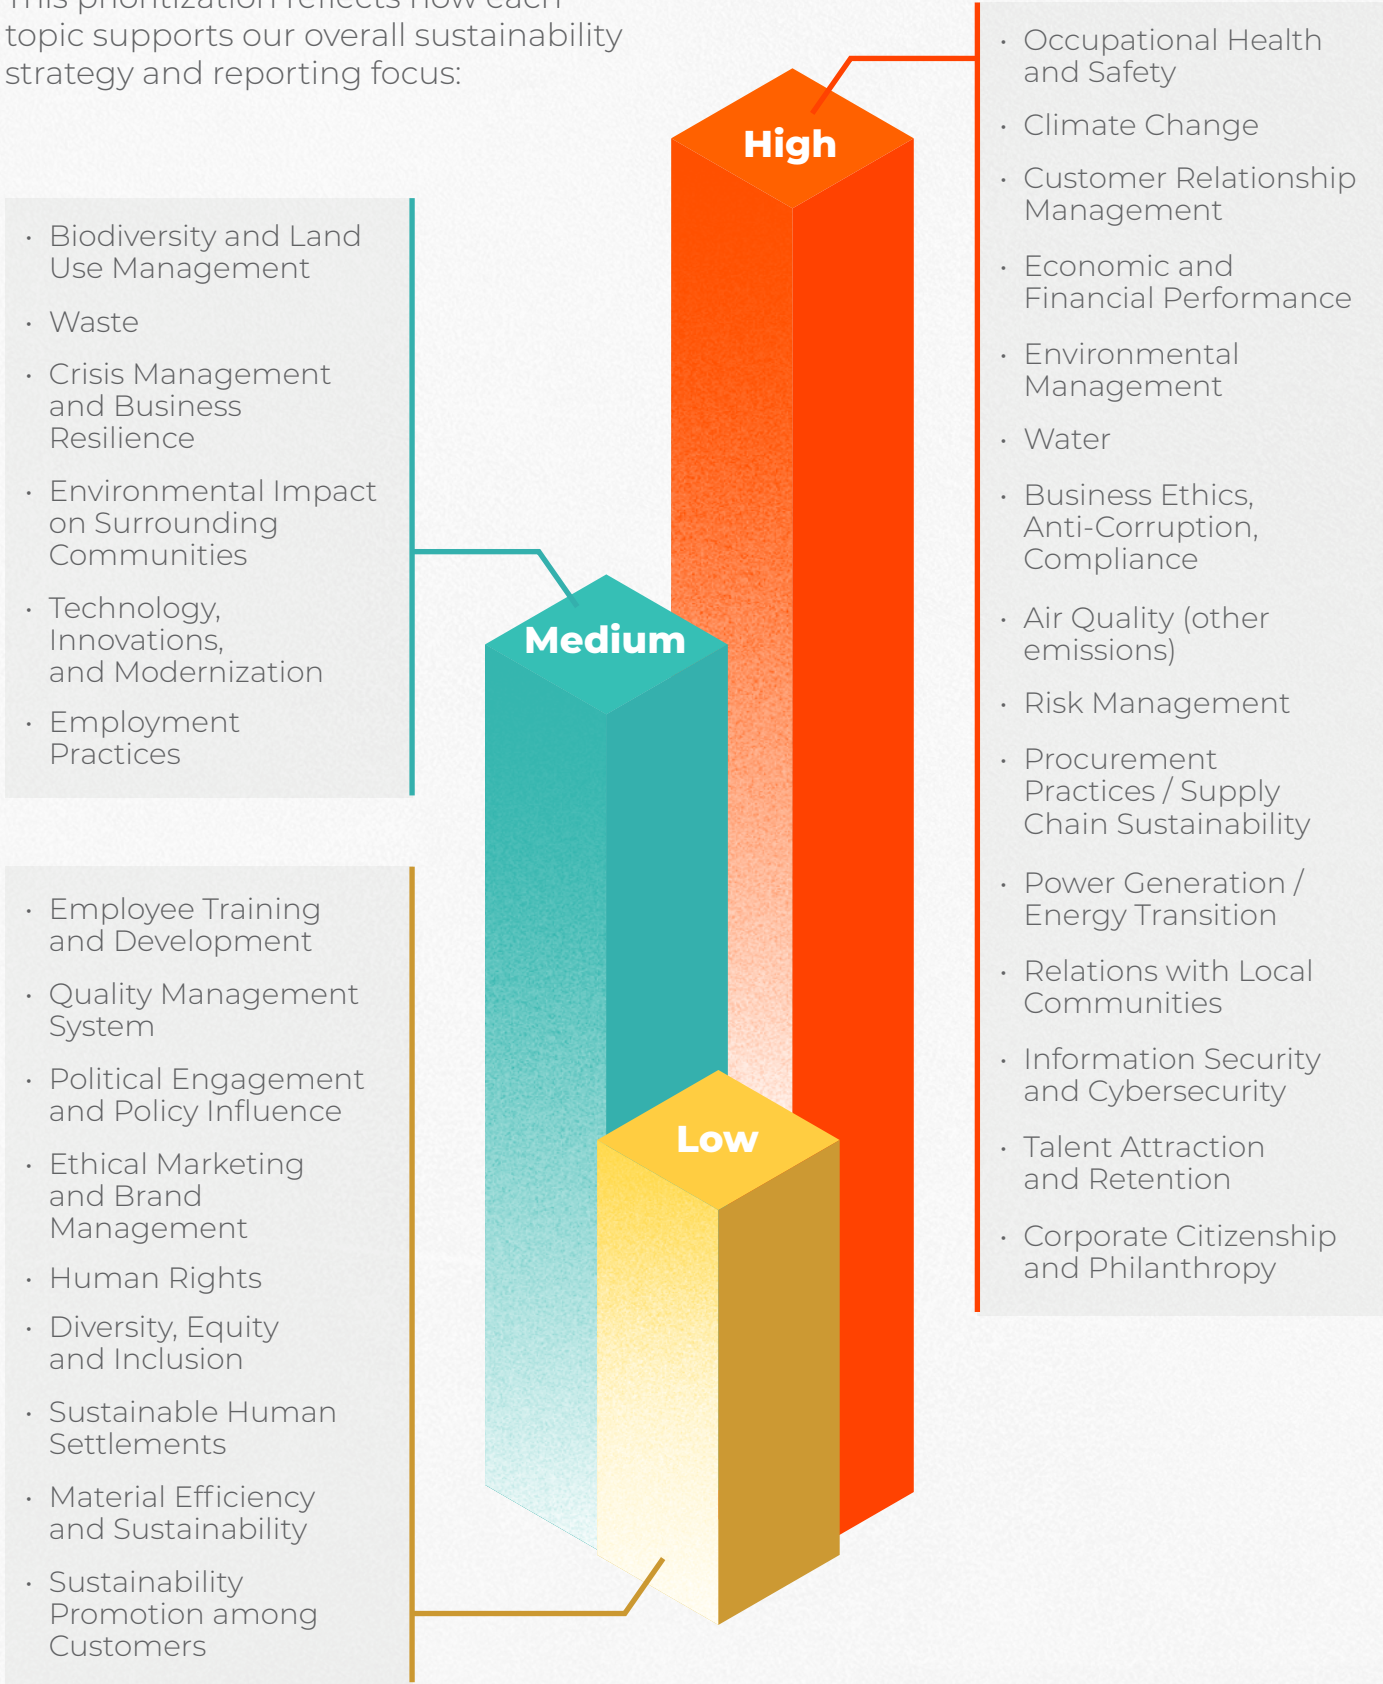 This prioritization reflects how each
topic supports our overall sustainability
strategy and reporting focus:
High
• Occupational Health
and Safety
• Climate Change
• Customer Relationship
Management
• Economic and
Financial Performance
• Environmental
Management
• Water
• Business Ethics,
Anti-Corruption,
Compliance
• Air Quality (other
emissions)
• Risk Management
• Procurement
Practices / Supply
Chain Sustainability
• Power Generation /
Energy Transition
• Relations with Local
Communities
• Information Security
and Cybersecurity
• Talent Attraction
and Retention
• Corporate Citizenship
and Philanthropy
• Biodiversity and Land
Use Management
• Waste
• Crisis Management
and Business
Resilience
• Environmental Impact
on Surrounding
Communities
• Technology,
Innovations,
and Modernization
• Employment
Practices
Medium
• Employee Training
and Development
• Quality Management
System
• Political Engagement
and Policy Influence
• Ethical Marketing
and Brand
Management
• Human Rights
• Diversity, Equity
and Inclusion
• Sustainable Human
Settlements
• Material Efficiency
and Sustainability
• Sustainability
Promotion among
Customers
Low